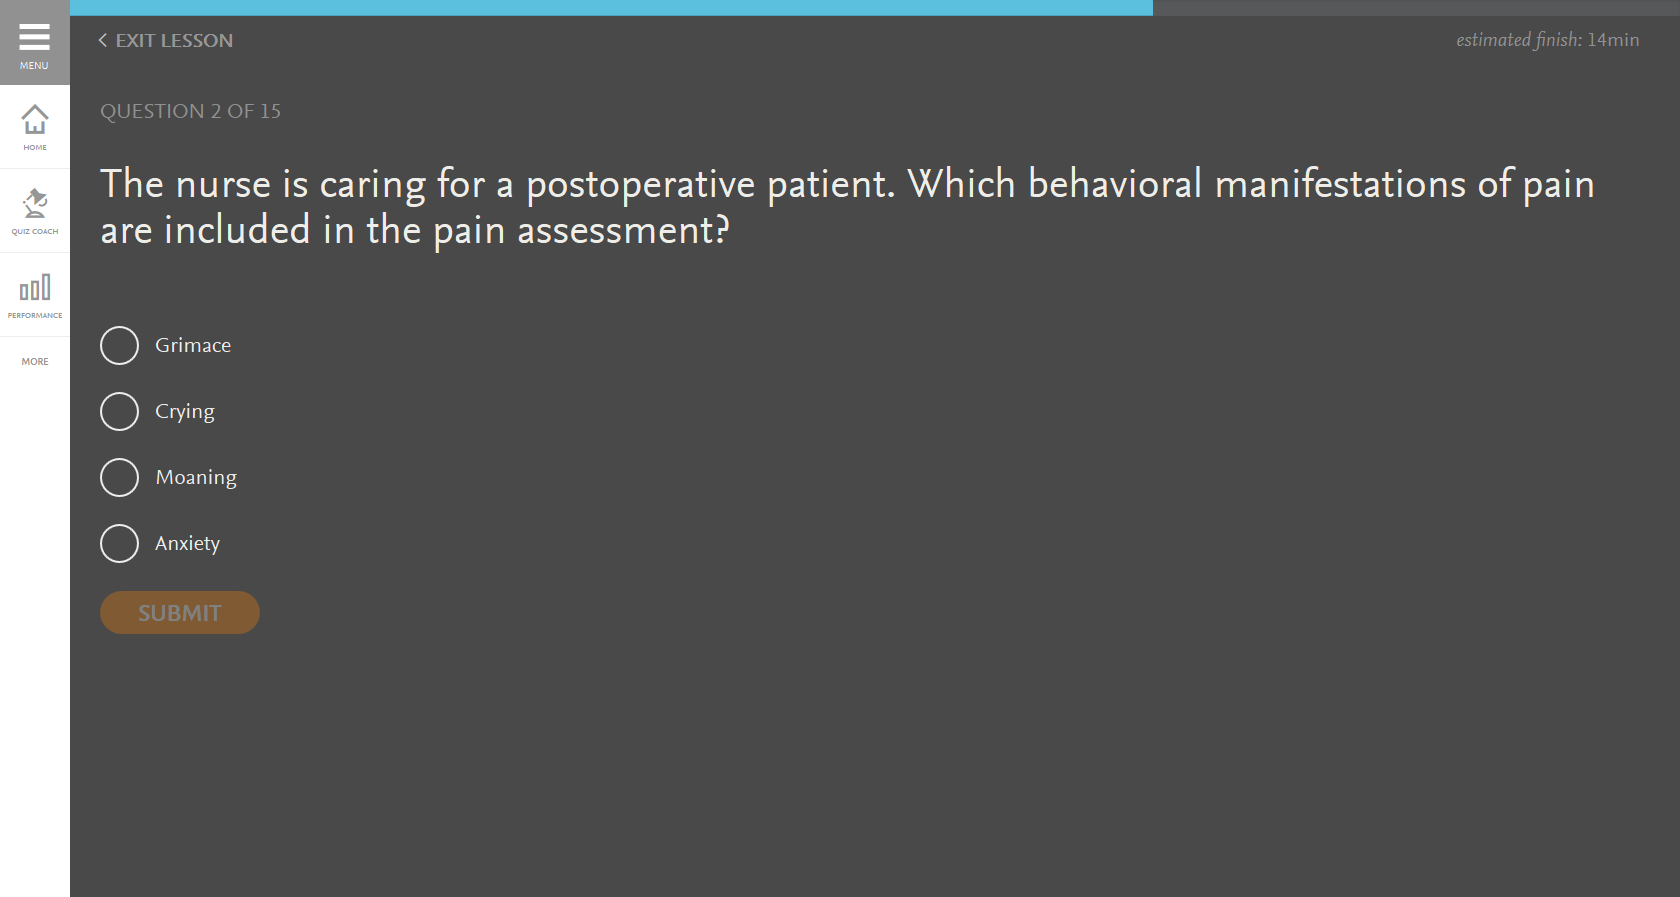 MENU
HOME
QUIZ COACH
PERFORMANCE
MORE
EXIT LESSON
estimated finish: 14min
QUESTION 2 OF 15
The nurse is caring for a postoperative patient. Which behavioral manifestations of pain
are included in the pain assessment?
Grimace
Crying
Moaning
Anxiety
SUBMIT